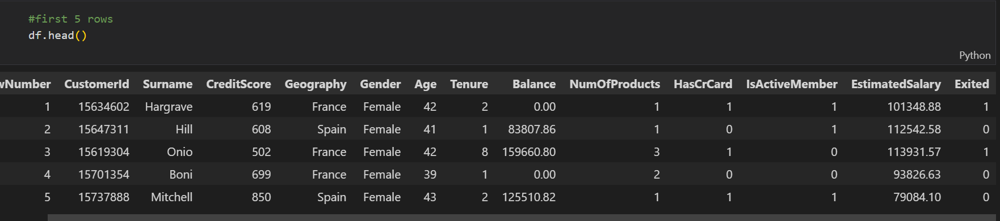 #first 5 rows
df.head()
Python
wNumber CustomerId Surname CreditScore Geography Gender Age Tenure Balance NumOfProducts HasCrCard IsActiveMember EstimatedSalary Exited
1 15634602 Hargrave 619 France Female 42 2 0.00 1 1 1 101348.88 1
2 15647311 Hill 608 Spain Female 41 1 83807.86 1 0 1 112542.58 0
3 15619304 Onio 502 France Female 42 8 159660.80 3 1 0 113931.57 1
4 15701354 Boni 699 France Female 39 1 0.00 2 0 0 93826.63 0
5 15737888 Mitchell 850 Spain Female 43 2 125510.82 1 1 1 79084.10 0